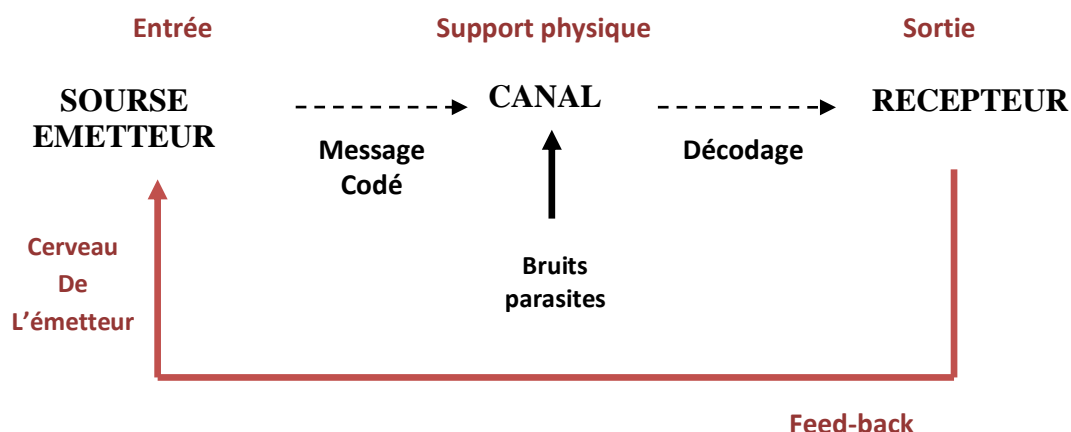 Entrée
Support physique
Sortie
SOURSE
EMETTEUR
CANAL
RECEPTEUR
Message
Codé
Décodage
Cerveau
De
L'émetteur
Bruits
parasites
Feed-back